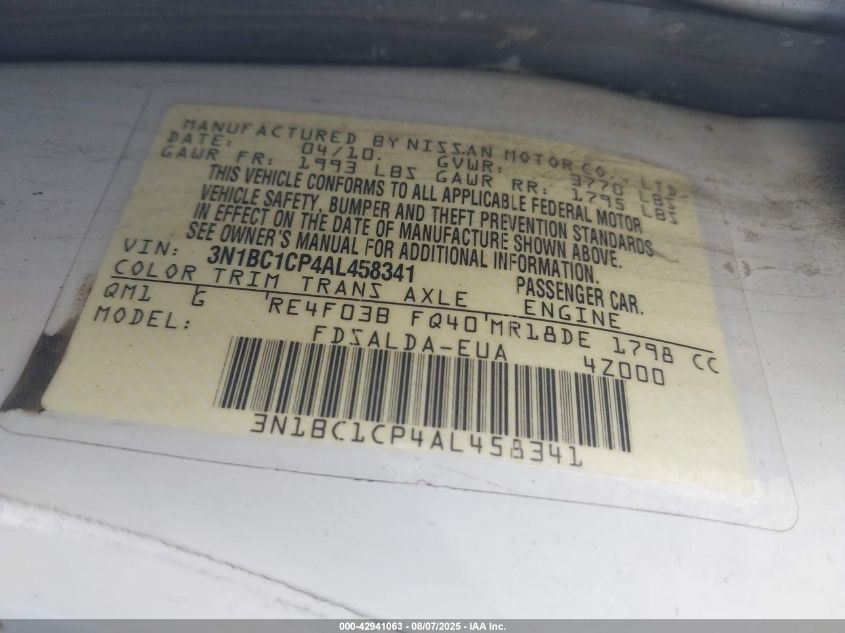 MANUFACTURED BY NISSAN MOTOR CO., LTD.
DATE: 04/10. GVWR: 3770 LBS
GAWR FR: 1993 LBS GAWR RR: 1795 LBS
THIS VEHICLE CONFORMS TO ALL APPLICABLE FEDERAL MOTOR
VEHICLE SAFETY, BUMPER AND THEFT PREVENTION STANDARDS
IN EFFECT ON THE DATE OF MANUFACTURE SHOWN ABOVE.
SEE OWNER'S MANUAL FOR ADDITIONAL INFORMATION.
VIN: 3N1BC1CP4AL458341 PASSENGER CAR.
COLOR TRIM TRANS AXLE ENGINE
QM1 G RE4F03B FQ40 MR18DE 1798 CC
MODEL: FDSALDA-EUA 4Z000
3N1BC1CP4AL458341
000-42941063 - 08/07/2025 - IAA Inc.